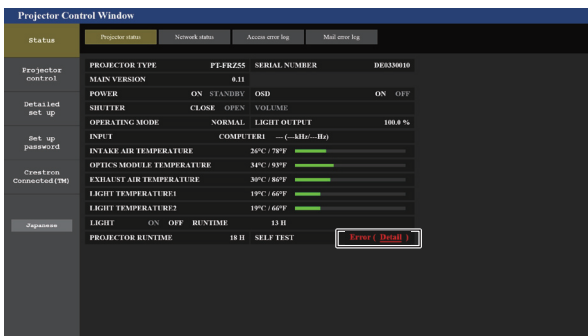 Projector Control Window
Status
Projector control
Detailed set up
Set up password
Crestron Connected(TM)
Japanese
Projector status Network status Access error log Mail error log
PROJECTOR TYPE PT-FRZ55 SERIAL NUMBER DE0330010
MAIN VERSION 0.11
POWER ON STANDBY OSD ON OFF
SHUTTER CLOSE OPEN VOLUME
OPERATING MODE NORMAL LIGHT OUTPUT 100.0 %
INPUT COMPUTER1 --- (---kHz/---Hz)
INTAKE AIR TEMPERATURE 26°C / 78°F
OPTICS MODULE TEMPERATURE 34°C / 93°F
EXHAUST AIR TEMPERATURE 30°C / 86°F
LIGHT TEMPERATURE1 19°C / 66°F
LIGHT TEMPERATURE2 19°C / 66°F
LIGHT ON OFF RUNTIME 13 H
PROJECTOR RUNTIME 18 H SELF TEST Error ( Detail )